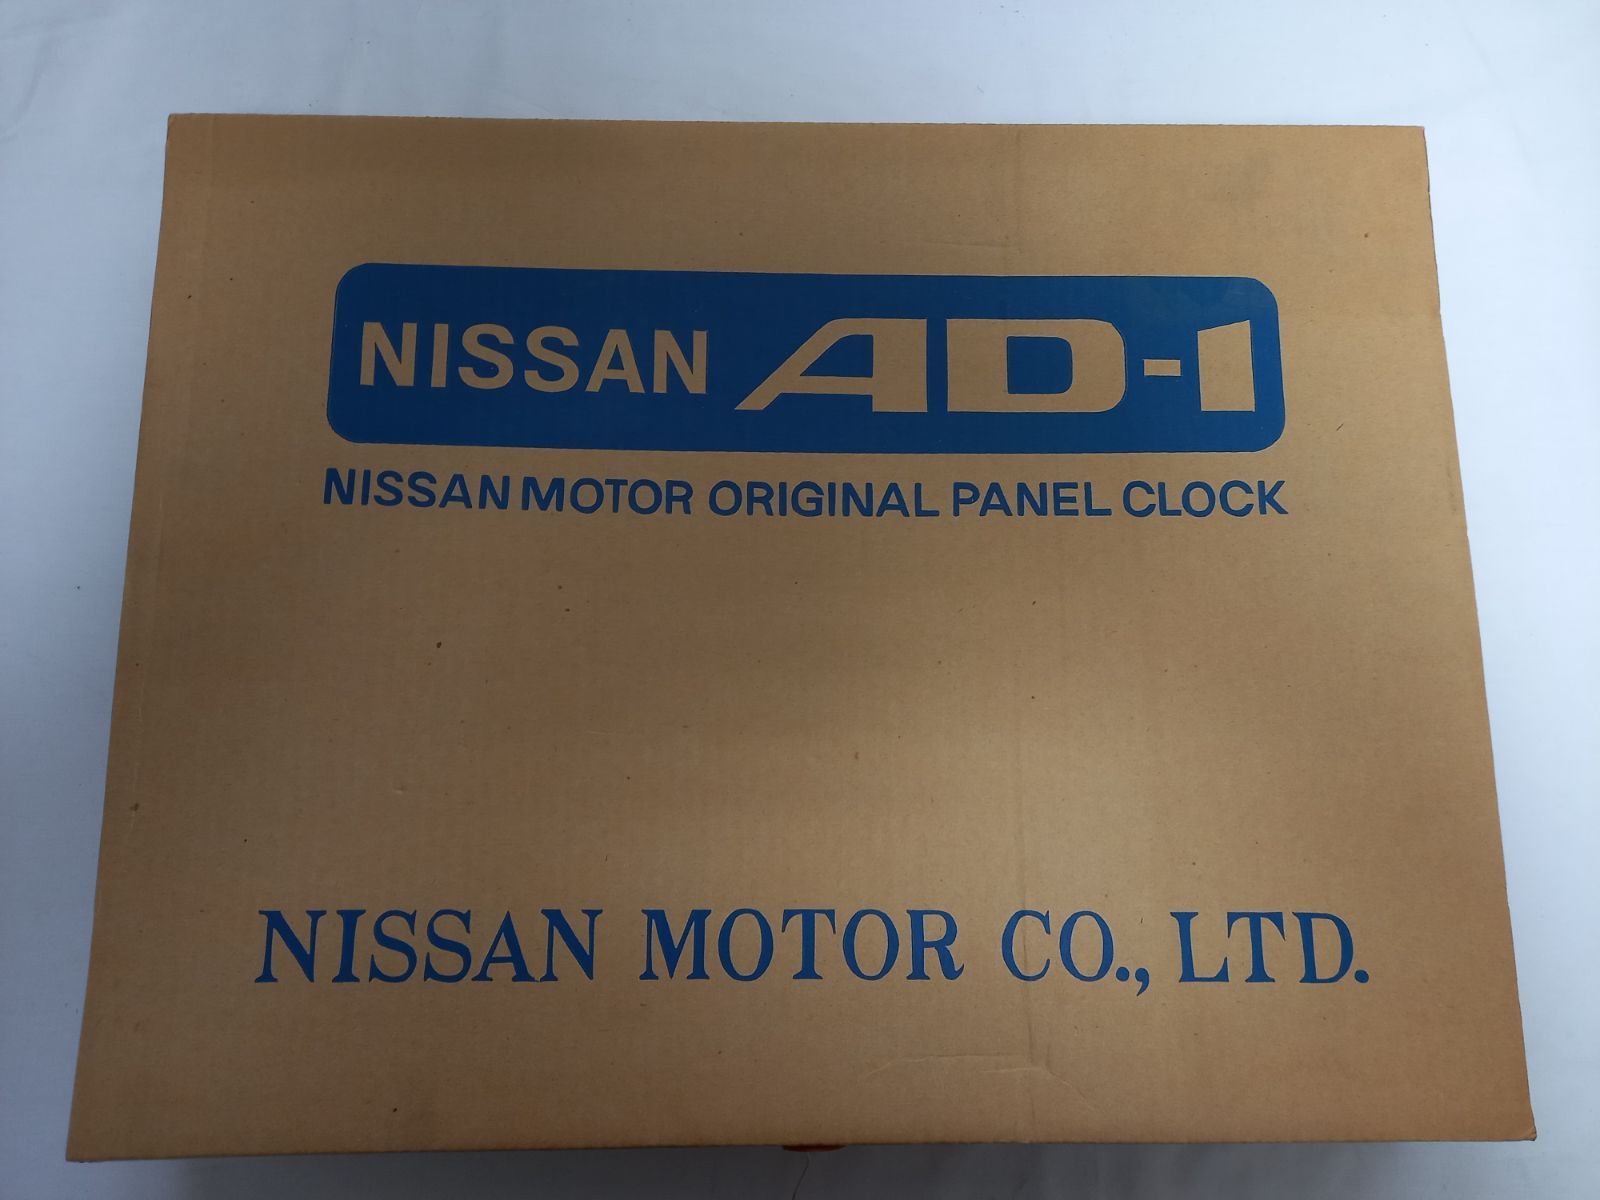 NISSAN AD-1
NISSAN MOTOR ORIGINAL PANEL CLOCK
NISSAN MOTOR CO., LTD.